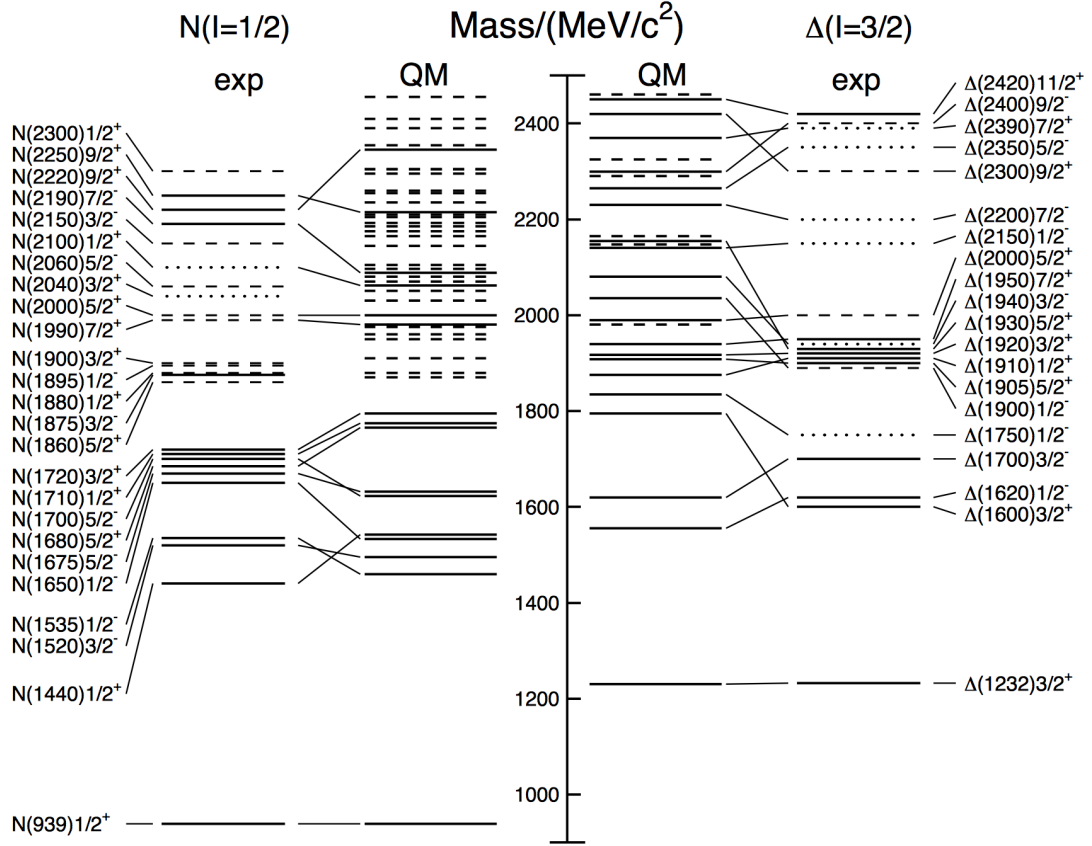 N(I=1/2) Mass/(MeV/c²) Δ(I=3/2)
exp QM QM exp
N(2300)1/2⁺
N(2250)9/2⁺
N(2220)9/2⁺
N(2190)7/2⁻
N(2150)3/2⁻
N(2100)1/2⁺
N(2060)5/2⁻
N(2040)3/2⁺
N(2000)5/2⁺
N(1990)7/2⁺
N(1900)3/2⁺
N(1895)1/2⁻
N(1880)1/2⁺
N(1875)3/2⁻
N(1860)5/2⁺
N(1720)3/2⁺
N(1710)1/2⁺
N(1700)5/2⁻
N(1680)5/2⁺
N(1675)5/2⁻
N(1650)1/2⁻
N(1535)1/2⁻
N(1520)3/2⁻
N(1440)1/2⁺
N(939)1/2⁺
2400
2200
2000
1800
1600
1400
1200
1000
Δ(2420)11/2⁺
Δ(2400)9/2⁻
Δ(2390)7/2⁺
Δ(2350)5/2⁻
Δ(2300)9/2⁺
Δ(2200)7/2⁻
Δ(2150)1/2⁻
Δ(2000)5/2⁺
Δ(1950)7/2⁺
Δ(1940)3/2⁻
Δ(1930)5/2⁺
Δ(1920)3/2⁺
Δ(1910)1/2⁺
Δ(1905)5/2⁺
Δ(1900)1/2⁻
Δ(1750)1/2⁻
Δ(1700)3/2⁻
Δ(1620)1/2⁻
Δ(1600)3/2⁺
Δ(1232)3/2⁺